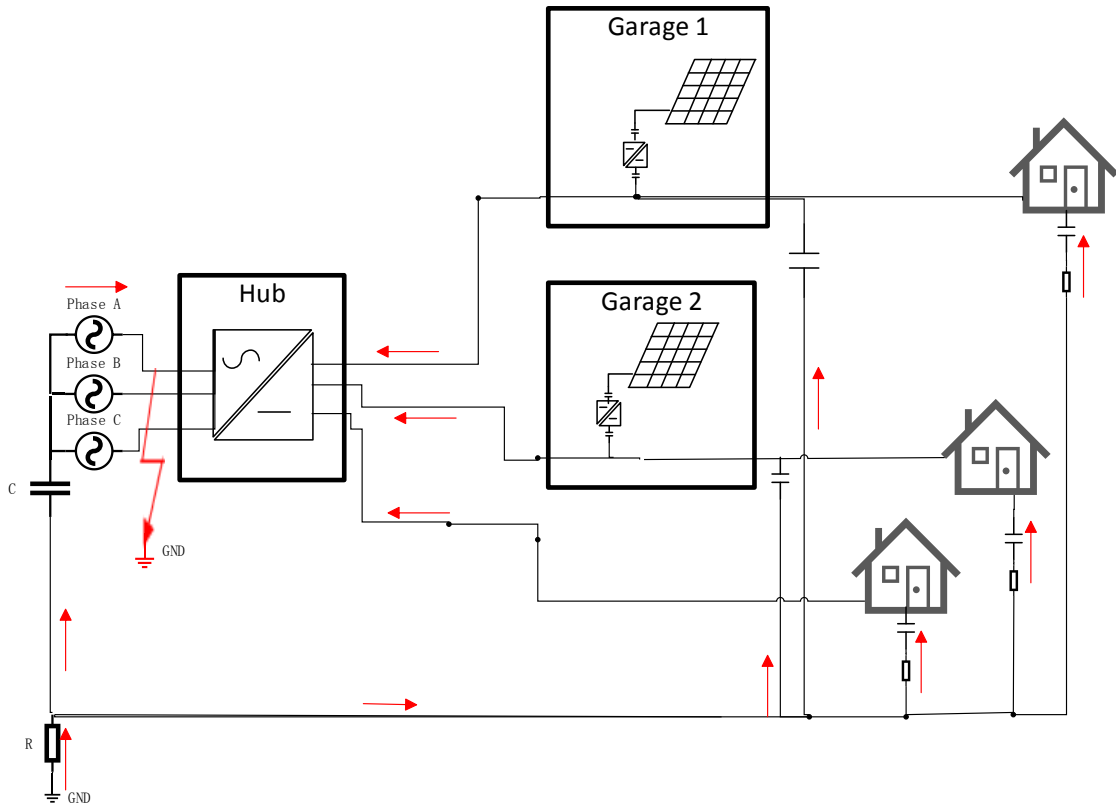 Garage 1
Hub
Garage 2
Phase A
Phase B
Phase C
C
GND
R
GND